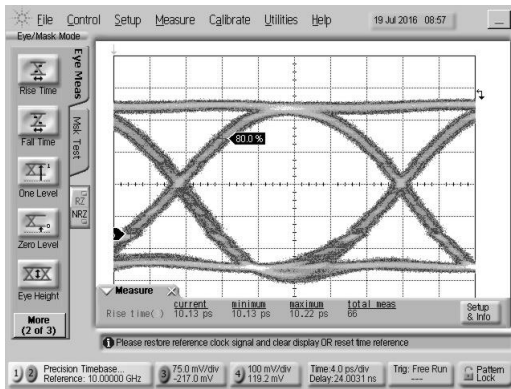 File Control Setup Measure Calibrate Utilities Help 19 Jul 2016 08:57
Eye/Mask Mode
Eye Meas
Msk Test
RZ
NRZ
Rise Time
Fall Time
One Level
Zero Level
Eye Height
More
(2 of 3)
80.0 %
Measure
current minimum maximum total meas
Rise time( ) 10.13 ps 10.13 ps 10.22 ps 66
Setup
& Info
Please restore reference clock signal and clear display OR reset time reference
1 2 Precision Timebase...
Reference: 10.00000 GHz
3 75.0 mV/div
-217.0 mV
4 100 mV/div
119.2 mV
Time:4.0 ps/div
Delay:24.0031 ns
Trig: Free Run
----
Pattern
Lock